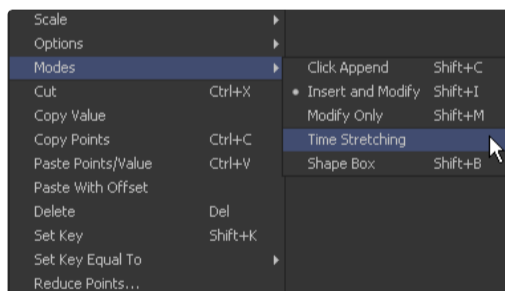 Scale
Options
Modes
Cut Ctrl+X
Copy Value
Copy Points Ctrl+C
Paste Points/Value Ctrl+V
Paste With Offset
Delete Del
Set Key Shift+K
Set Key Equal To
Reduce Points...
Click Append Shift+C
Insert and Modify Shift+I
Modify Only Shift+M
Time Stretching
Shape Box Shift+B